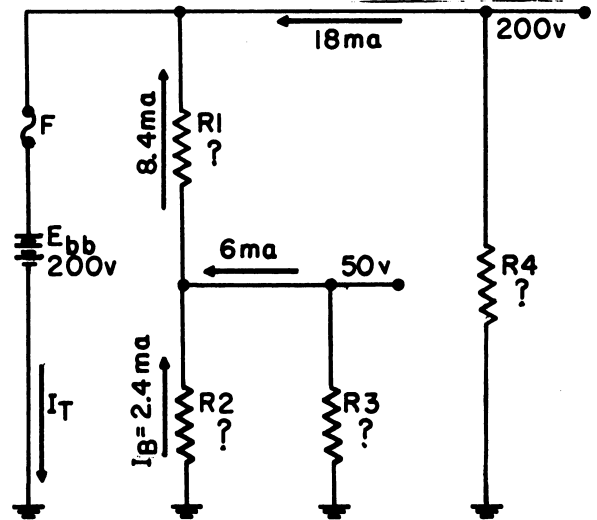 200v
18ma
F
R1
?
8.4ma
Ebb
200v
6ma
50v
R4
?
IT
IB=2.4ma
R2
?
R3
?